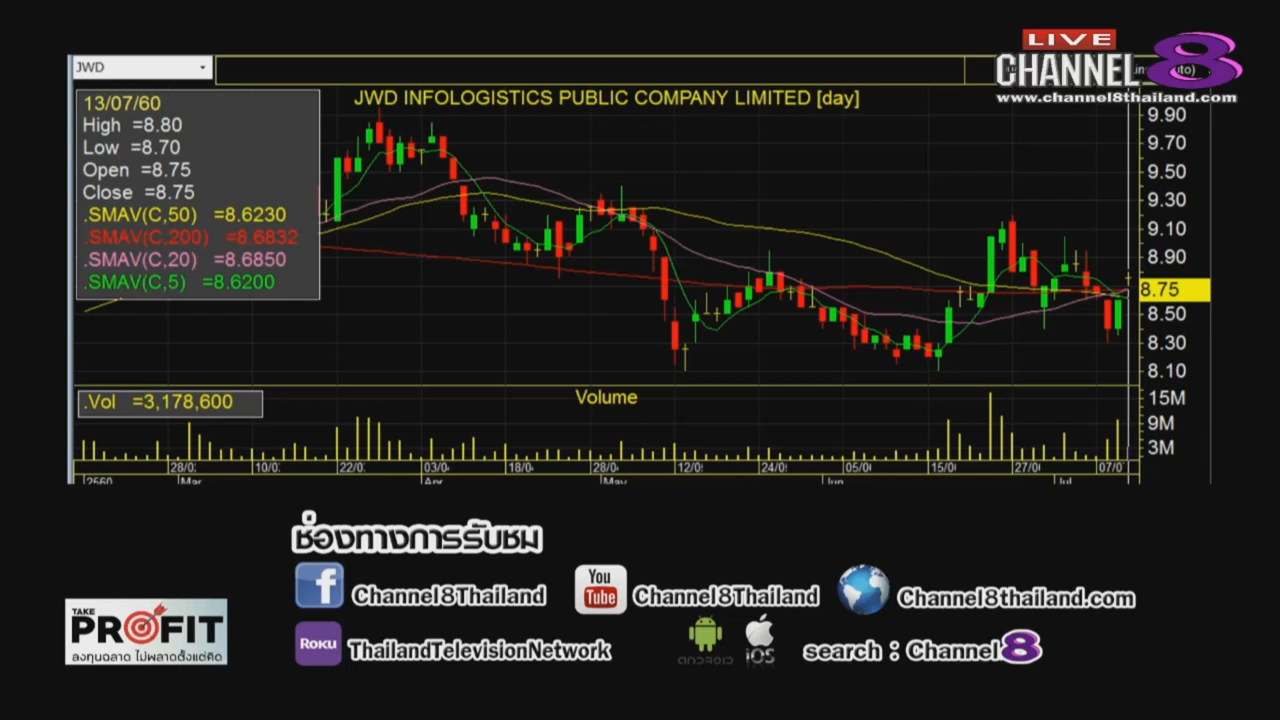 LIVE
CHANNEL 8
www.channel8thailand.com
JWD
13/07/60
High =8.80
Low =8.70
Open =8.75
Close =8.75
.SMAV(C,50) =8.6230
.SMAV(C,200) =8.6832
.SMAV(C,20) =8.6850
.SMAV(C,5) =8.6200
JWD INFOLOGISTICS PUBLIC COMPANY LIMITED [day]
9.90
9.70
9.50
9.30
9.10
8.90
8.75
8.50
8.30
8.10
.Vol =3,178,600
Volume
15M
9M
3M
28/0 10/0 22/0 03/0 18/0 28/0 12/0 24/0 05/0 15/0 27/0 07/0
2560 Mar Apr May Jun Jul
ช่องทางการรับชม
f Channel8Thailand You Tube Channel8Thailand Channel8thailand.com
ROKU ThailandTelevisionNetwork ANDROID iOS search : Channel8
TAKE
PROFIT
ลงทุนฉลาด ไม่พลาดตั้งแต่คิด